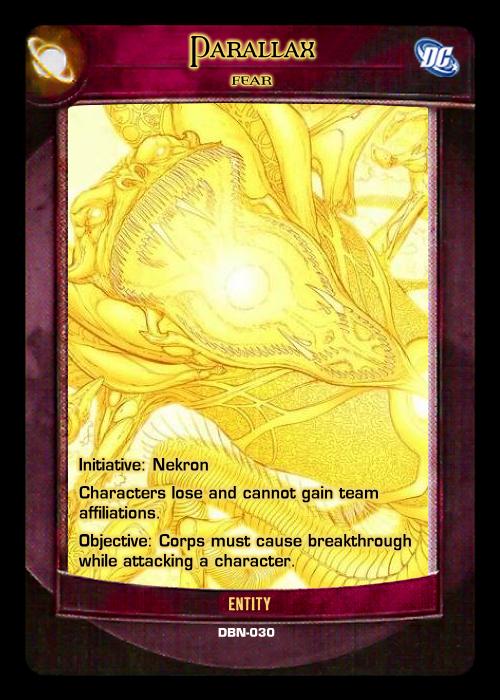 PARALLAX
DC
FEAR
Initiative: Nekron
Characters lose and cannot gain team
affiliations.
Objective: Corps must cause breakthrough
while attacking a character.
ENTITY
DBN-030